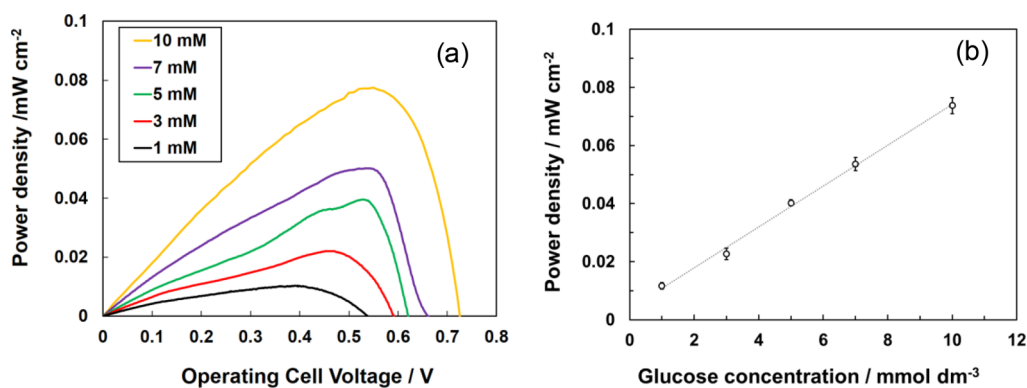 (a)
Power density /mW cm-2
0.1
0.08
0.06
0.04
0.02
0
10 mM
7 mM
5 mM
3 mM
1 mM
0 0.1 0.2 0.3 0.4 0.5 0.6 0.7 0.8
Operating Cell Voltage / V
(b)
Power density / mW cm-2
0.1
0.08
0.06
0.04
0.02
0
0 2 4 6 8 10 12
Glucose concentration / mmol dm-3